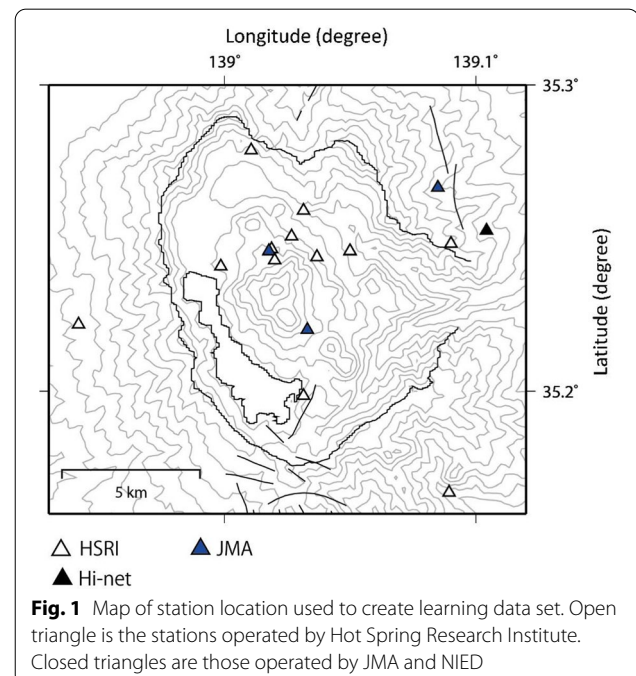 Longitude (degree)
139˚ 139.1˚
35.3˚
Latitude (degree)
35.2˚
5 km
HSRI JMA
Hi-net
Fig. 1 Map of station location used to create learning data set. Open
triangle is the stations operated by Hot Spring Research Institute.
Closed triangles are those operated by JMA and NIED